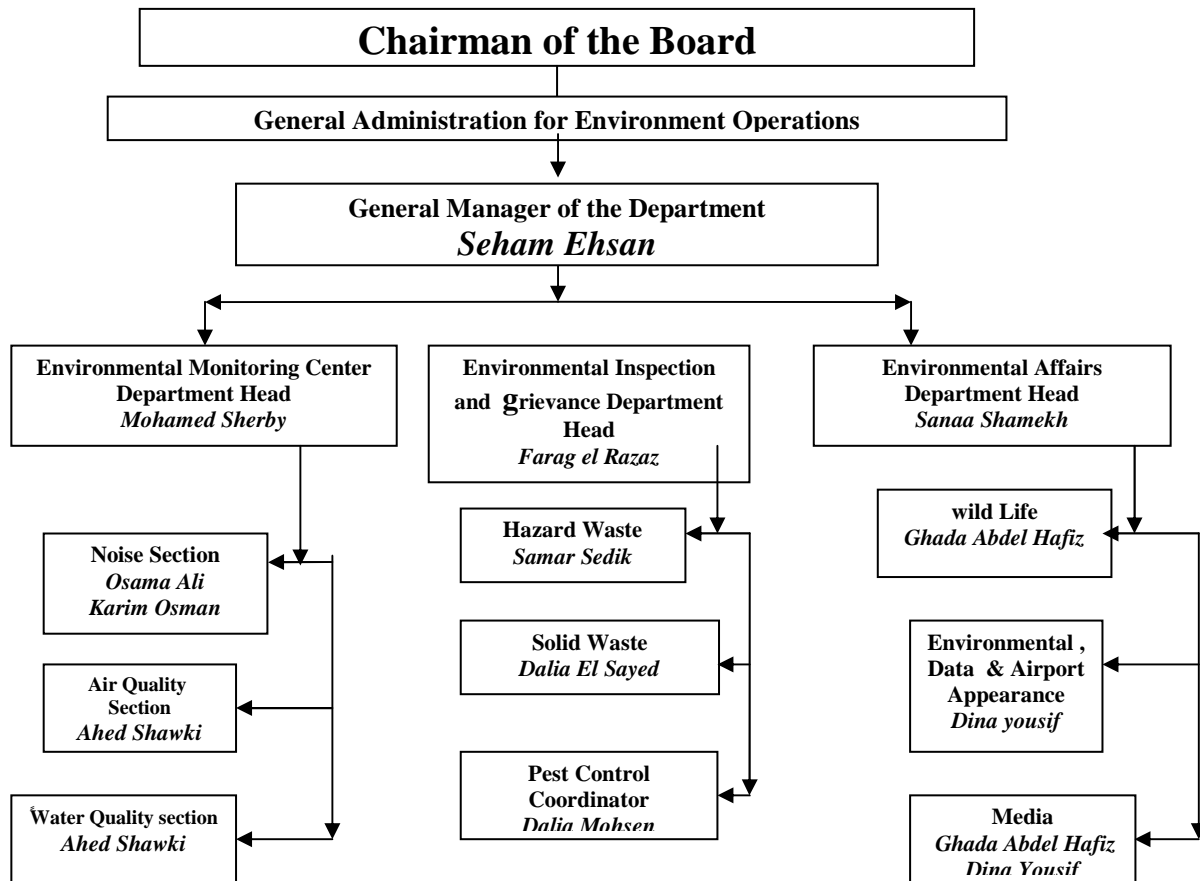 Chairman of the Board
General Administration for Environment Operations
General Manager of the Department
Seham Ehsan
Environmental Monitoring Center
Department Head
Mohamed Sherby
Noise Section
Osama Ali
Karim Osman
Air Quality
Section
Ahed Shawki
Water Quality section
Ahed Shawki
Environmental Inspection
and grievance Department
Head
Farag el Razaz
Hazard Waste
Samar Sedik
Solid Waste
Dalia El Sayed
Pest Control
Coordinator
Dalia Mohsen
Environmental Affairs
Department Head
Sanaa Shamekh
wild Life
Ghada Abdel Hafiz
Environmental ,
Data & Airport
Appearance
Dina yousif
Media
Ghada Abdel Hafiz
Dina Yousif